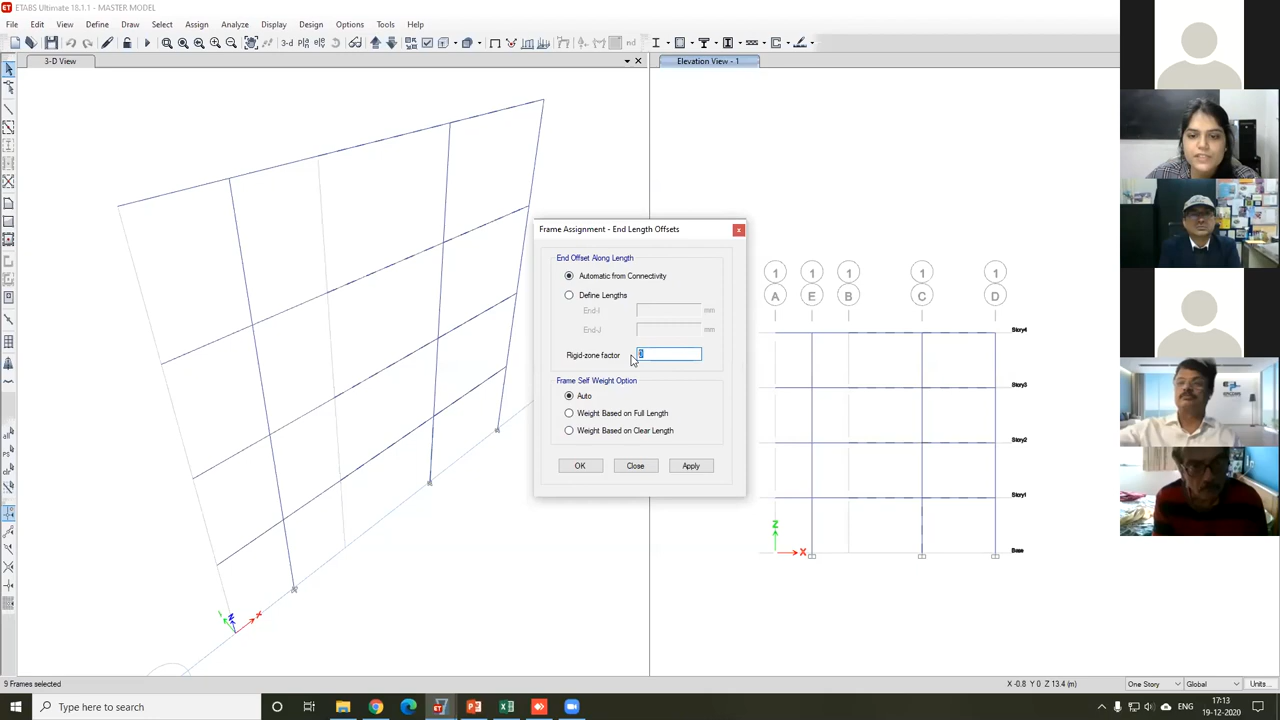 ETABS Ultimate 18.1.1 - MASTER MODEL
File Edit View Define Draw Select Assign Analyze Display Design Options Tools Help
3-d
nd
3-D View
Elevation View - 1
Frame Assignment - End Length Offsets
End Offset Along Length
Automatic from Connectivity
Define Lengths
End-I mm
End-J mm
Rigid-zone factor
Frame Self Weight Option
Auto
Weight Based on Full Length
Weight Based on Clear Length
OK Close Apply
1 1 1 1 1
A E B C D
Story4
Story3
Story2
Story1
Base
Z
X
all
PS
clr
9 Frames selected
X -0.8 Y 0 Z 13.4 (m)
One Story
Global
Units...
Type here to search
17:13
19-12-2020